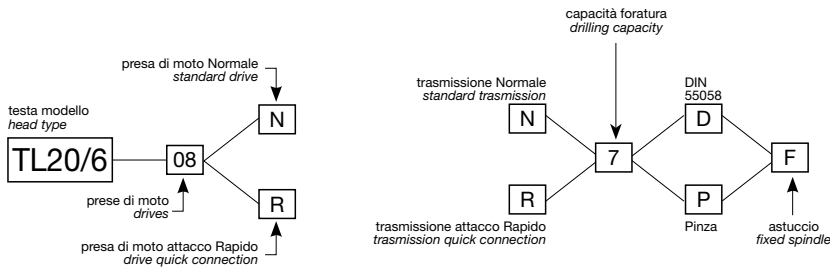 presa di moto Normale
standard drive
testa modello
head type
TL20/6
08
N
R
prese di moto
drives
presa di moto attacco Rapido
drive quick connection
capacità foratura
drilling capacity
trasmissione Normale
standard trasmission
N
R
7
DIN
55058
D
P
Pinza
F
trasmissione attacco Rapido
trasmission quick connection
astuccio
fixed spindle